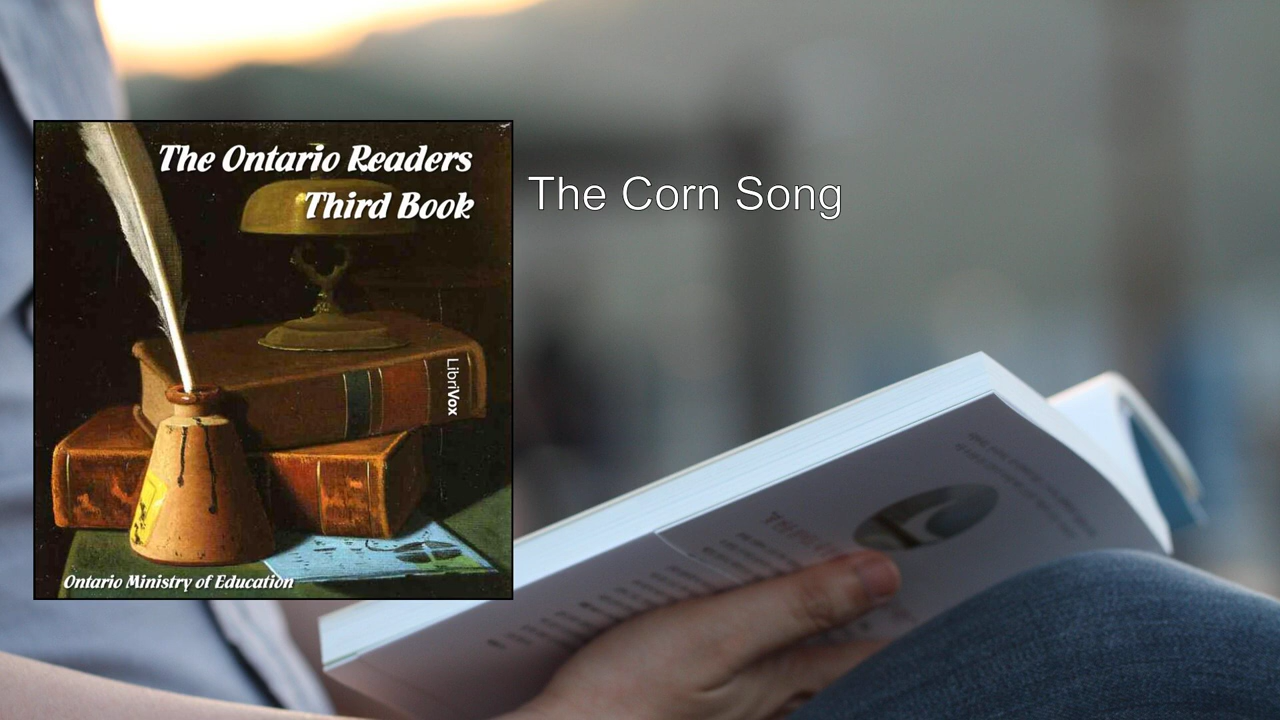 The Ontario Readers
Third Book
LibriVox
Ontario Ministry of Education
The Corn Song